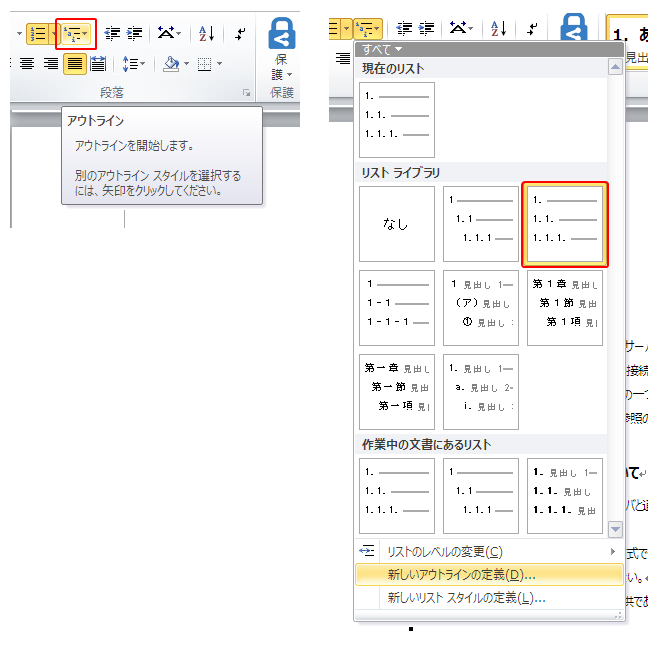 段落
保
護
保護
アウトライン
アウトラインを開始します。
別のアウトライン スタイルを選択する
には、矢印をクリックしてください。
1. あ
見出
すべて
現在のリスト
1.
1.1.
1.1.1.
リスト ライブラリ
なし
1
1.1
1.1.1
1.
1.1.
1.1.1.
1
1-1
1-1-1
1 見出し 1
(ア) 見出し
① 見出し
第 1 章 見出し
第 1 節 見出
第 1 項 見
第一章 見出し
第一節 見出
第一項 見
1. 見出し 1
a. 見出し 2
i. 見出し
作業中の文書にあるリスト
1.
1.1.
1.1.1.
1
1.1
1.1.1
1. 見出し 1
1.1. 見出し
1.1.1. 見出
リストのレベルの変更(C)
新しいアウトラインの定義(D)...
新しいリスト スタイルの定義(L)...
サーバ
接続
の一つ
参照の
いて
バと通
式で
い。
供であ